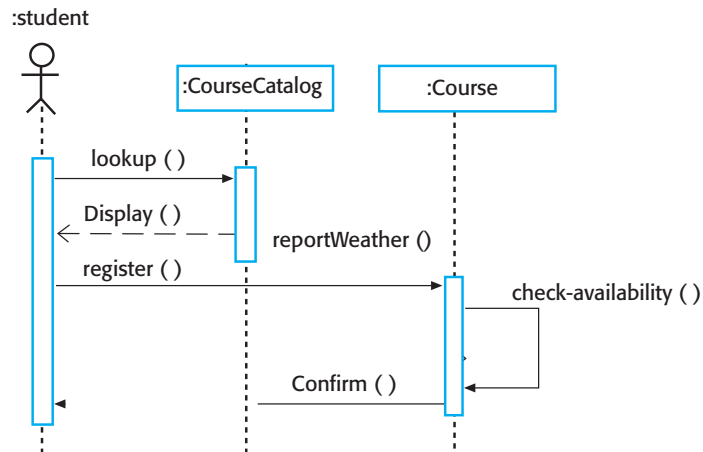 :student
:CourseCatalog
:Course
lookup ( )
Display ( )
reportWeather ()
register ( )
check-availability ( )
Confirm ( )